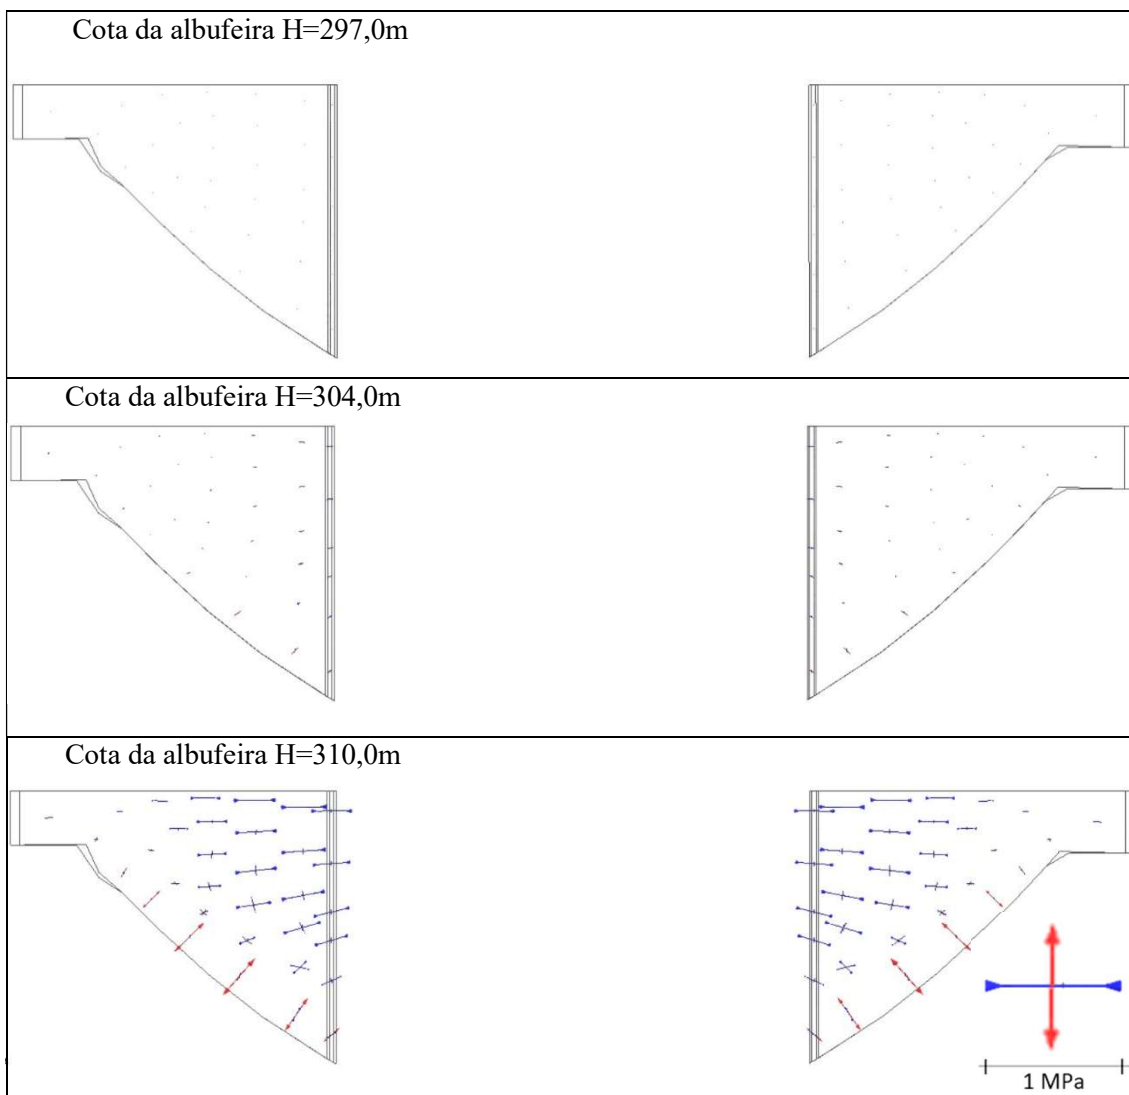 Cota da albufeira H=297,0m
Cota da albufeira H=304,0m
Cota da albufeira H=310,0m
1 MPa